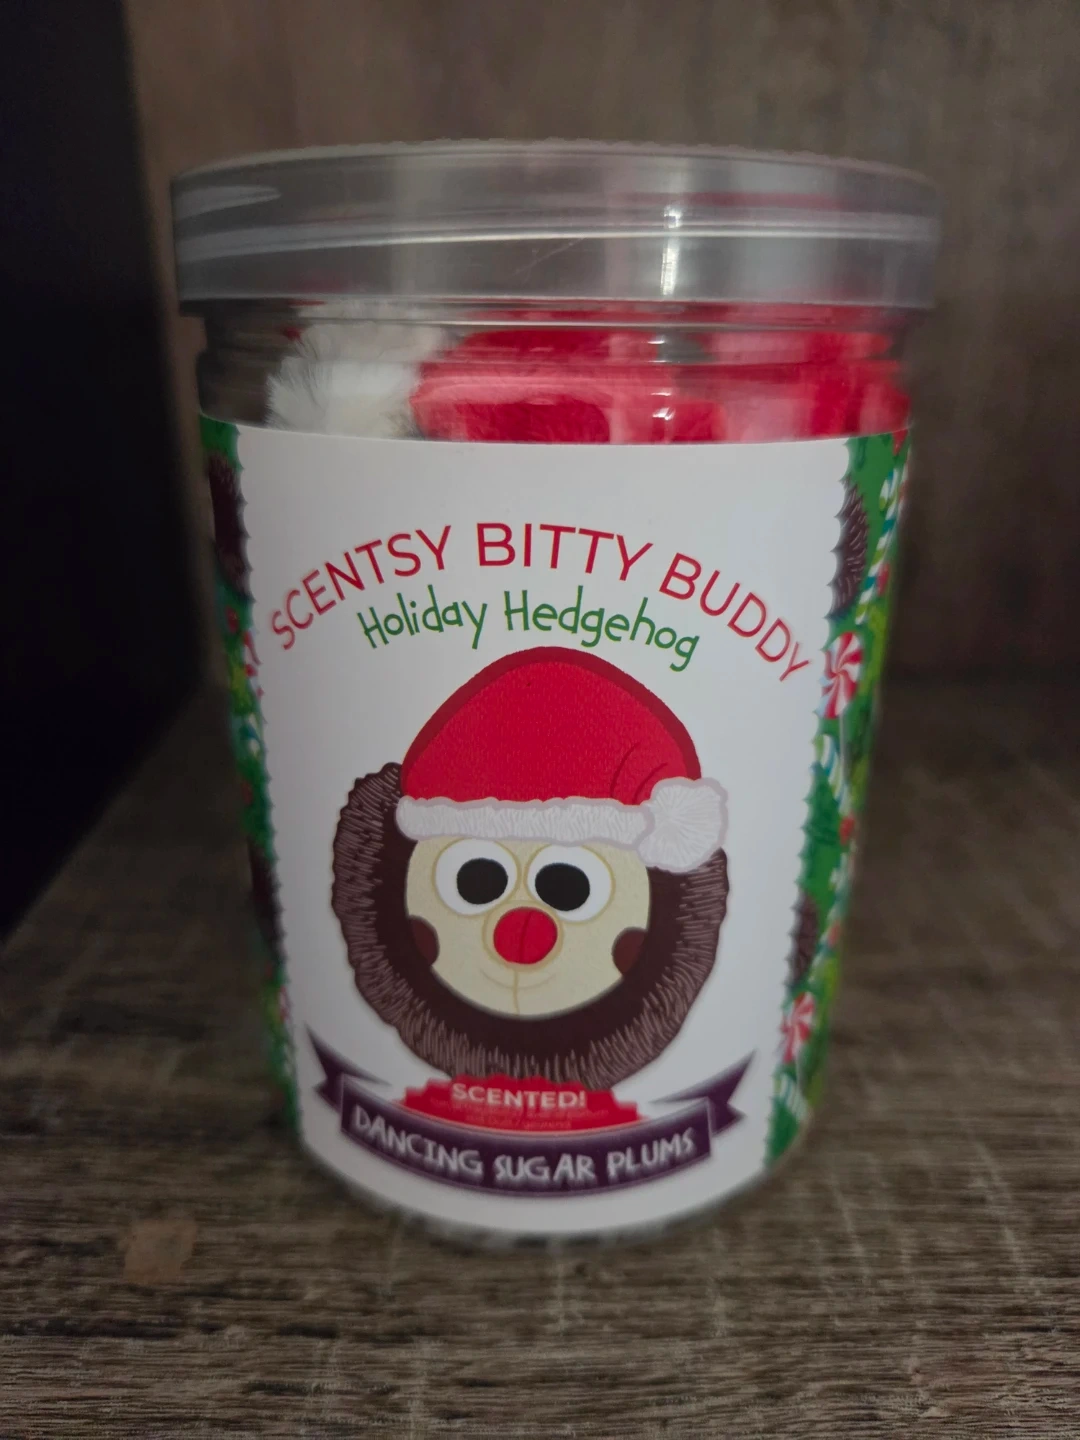 SCENTSY BITTY BUDDY
Holiday Hedgehog
SCENTED!
DANCING SUGAR PLUMS